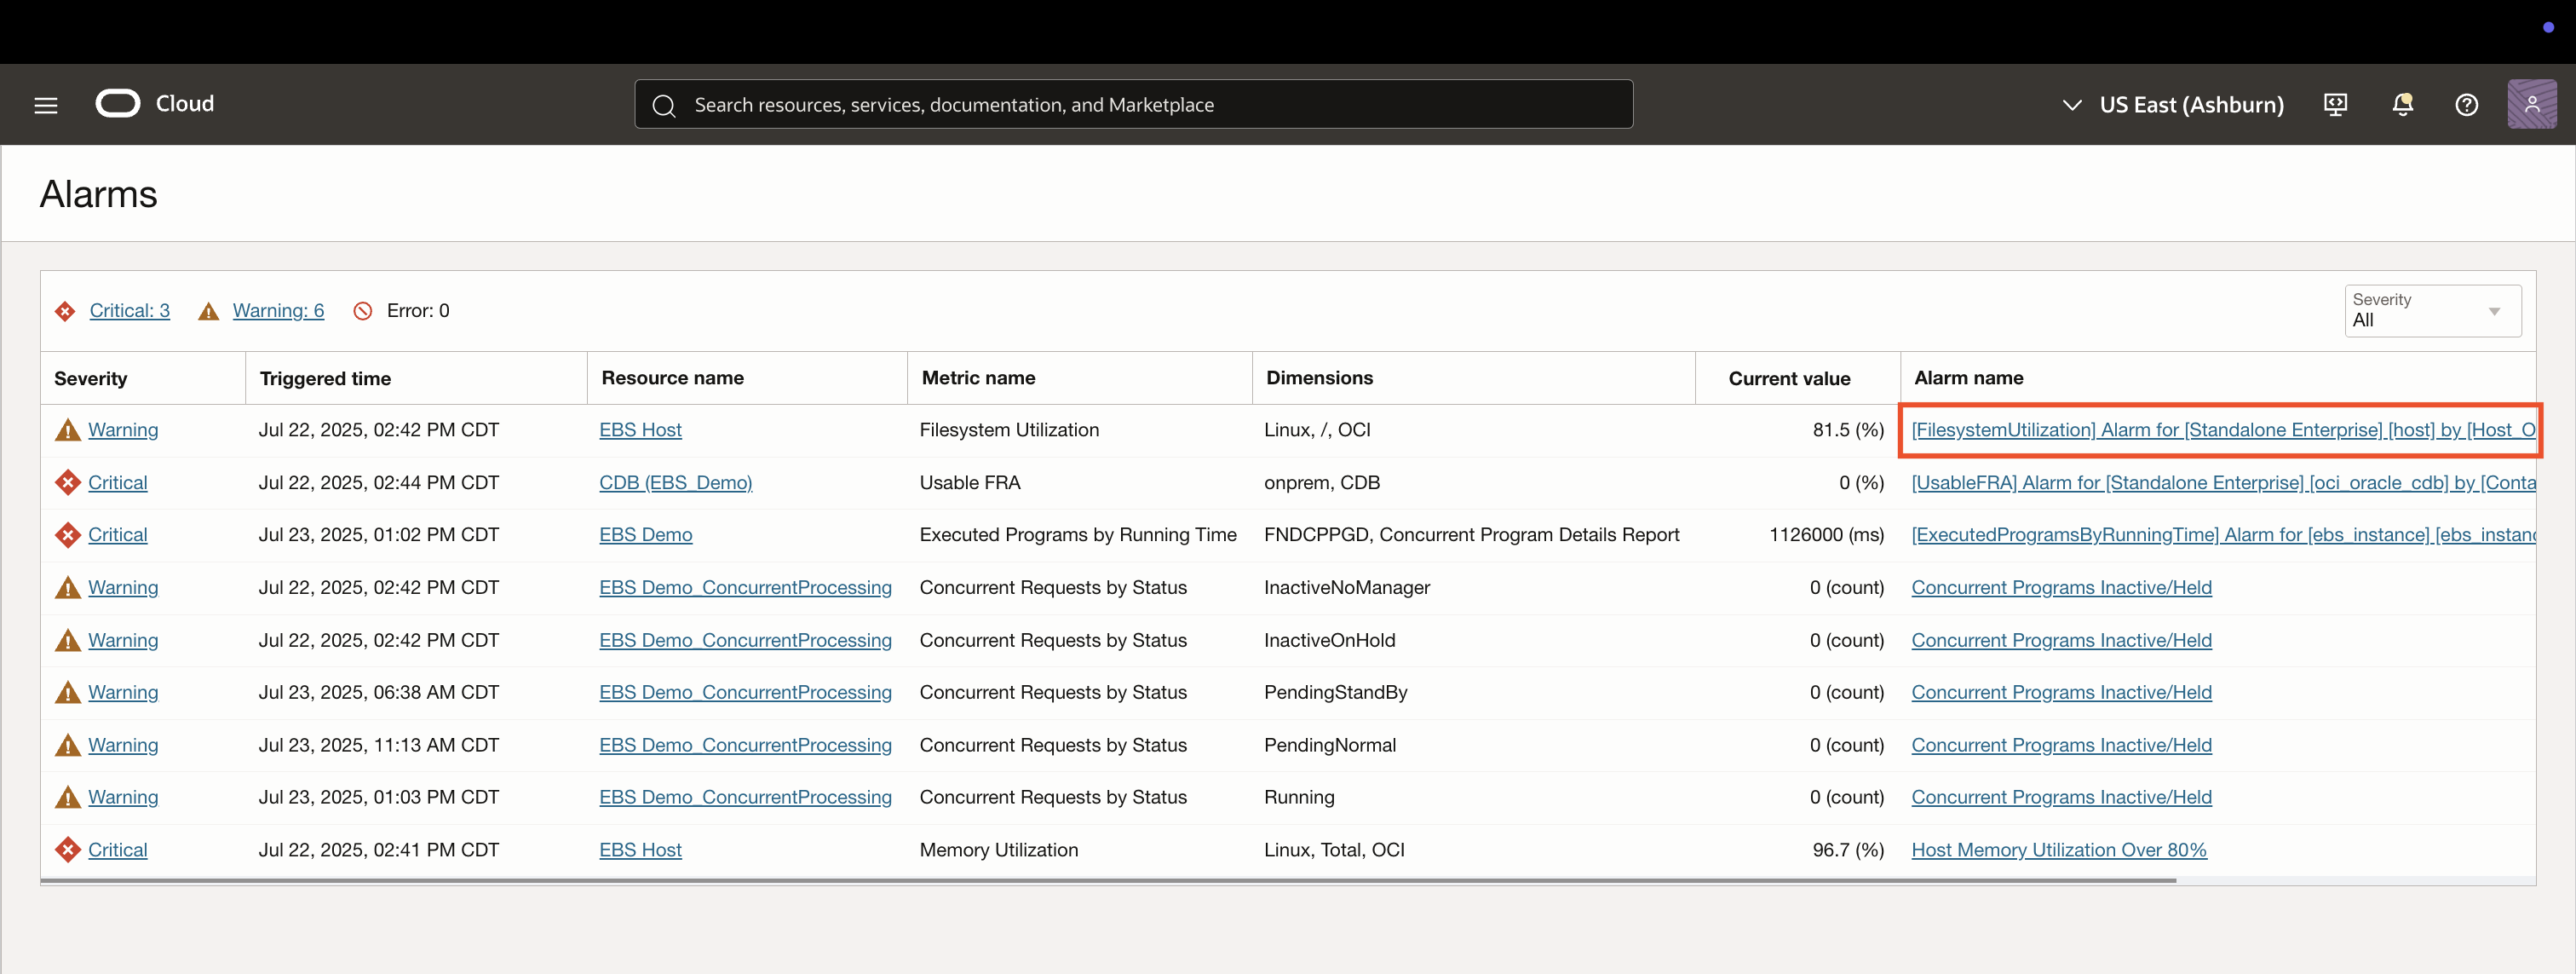 Cloud
Search resources, services, documentation, and Marketplace
US East (Ashburn)
Alarms
Critical: 3 Warning: 6 Error: 0
Severity
All
Severity Triggered time Resource name Metric name Dimensions Current value Alarm name
Warning Jul 22, 2025, 02:42 PM CDT EBS Host Filesystem Utilization Linux, /, OCI 81.5 (%) [FilesystemUtilization] Alarm for [Standalone Enterprise] [host] by [Host_O
Critical Jul 22, 2025, 02:44 PM CDT CDB (EBS_Demo) Usable FRA onprem, CDB 0 (%) [UsableFRA] Alarm for [Standalone Enterprise] [oci_oracle_cdb] by [Conta
Critical Jul 23, 2025, 01:02 PM CDT EBS Demo Executed Programs by Running Time FNDCPPGD, Concurrent Program Details Report 1126000 (ms) [ExecutedProgramsByRunningTime] Alarm for [ebs_instance] [ebs_instanc
Warning Jul 22, 2025, 02:42 PM CDT EBS Demo_ConcurrentProcessing Concurrent Requests by Status InactiveNoManager 0 (count) Concurrent Programs Inactive/Held
Warning Jul 22, 2025, 02:42 PM CDT EBS Demo_ConcurrentProcessing Concurrent Requests by Status InactiveOnHold 0 (count) Concurrent Programs Inactive/Held
Warning Jul 23, 2025, 06:38 AM CDT EBS Demo_ConcurrentProcessing Concurrent Requests by Status PendingStandBy 0 (count) Concurrent Programs Inactive/Held
Warning Jul 23, 2025, 11:13 AM CDT EBS Demo_ConcurrentProcessing Concurrent Requests by Status PendingNormal 0 (count) Concurrent Programs Inactive/Held
Warning Jul 23, 2025, 01:03 PM CDT EBS Demo_ConcurrentProcessing Concurrent Requests by Status Running 0 (count) Concurrent Programs Inactive/Held
Critical Jul 22, 2025, 02:41 PM CDT EBS Host Memory Utilization Linux, Total, OCI 96.7 (%) Host Memory Utilization Over 80%